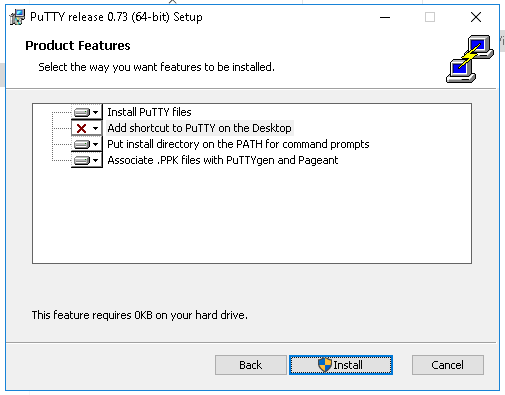 PuTTY release 0.73 (64-bit) Setup
Product Features
Select the way you want features to be installed.
Install PuTTY files
Add shortcut to PuTTY on the Desktop
Put install directory on the PATH for command prompts
Associate .PPK files with PuTTYgen and Pageant
This feature requires 0KB on your hard drive.
Back
Install
Cancel